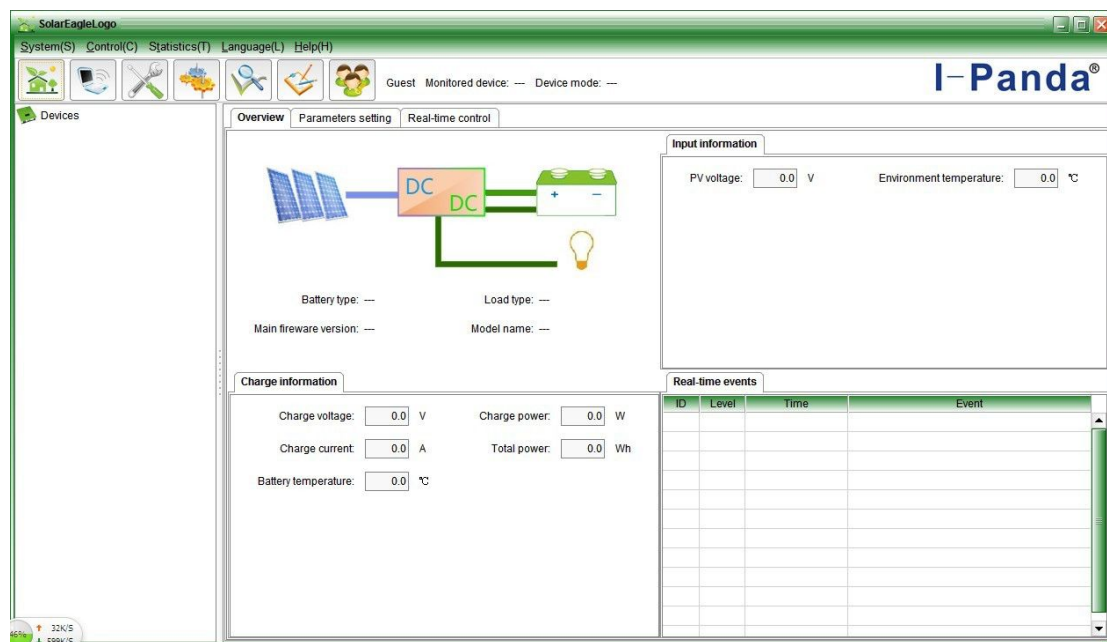 SolarEagleLogo
System(S) Control(C) Statistics(T) Language(L) Help(H)
Guest Monitored device: --- Device mode: ---
I-Panda®
Devices
Overview Parameters setting Real-time control
DC
DC
+ −
Battery type: --- Load type: ---
Main fireware version: --- Model name: ---
Input information
PV voltage: 0.0 V Environment temperature: 0.0 ℃
Charge information
Charge voltage: 0.0 V Charge power: 0.0 W
Charge current: 0.0 A Total power: 0.0 Wh
Battery temperature: 0.0 ℃
Real-time events
ID Level Time Event
46% 32K/S
599K/S